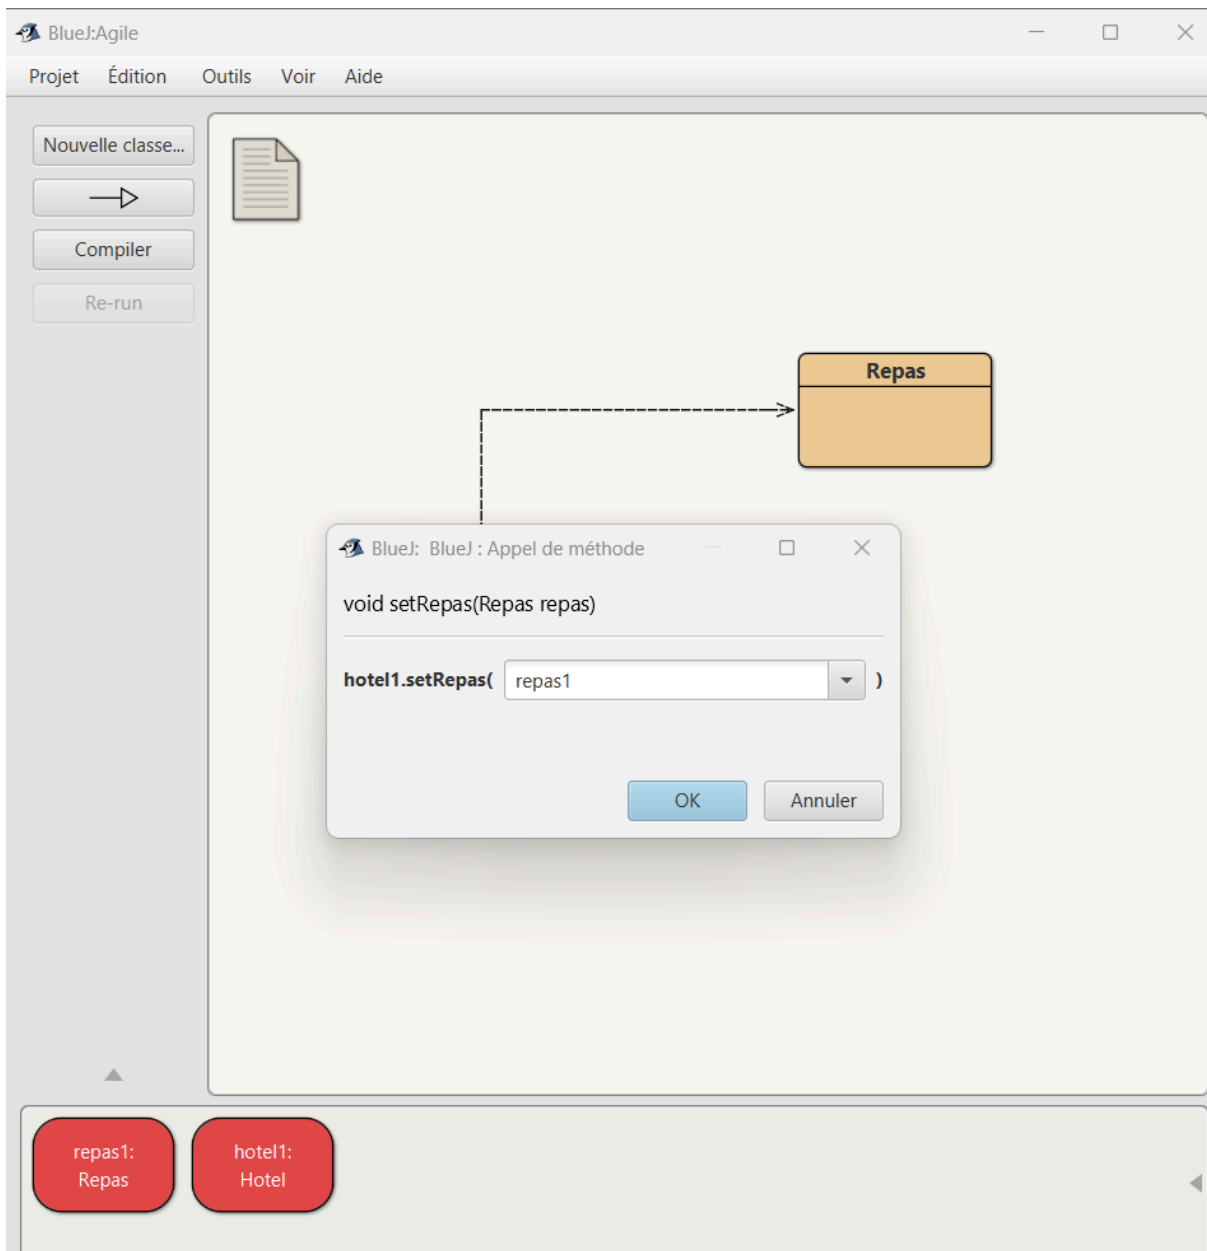 BlueJ:Agile
Projet Édition Outils Voir Aide
Nouvelle classe...
Compiler
Re-run
Repas
BlueJ: BlueJ : Appel de méthode
void setRepas(Repas repas)
hotel1.setRepas( repas1 )
OK Annuler
repas1:
Repas
hotel1:
Hotel